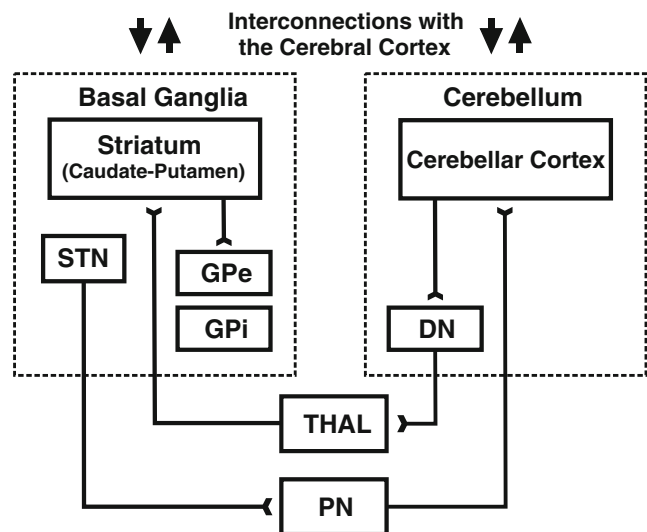 Interconnections with
the Cerebral Cortex
Basal Ganglia
Striatum
(Caudate-Putamen)
STN
GPe
GPi
Cerebellum
Cerebellar Cortex
DN
THAL
PN